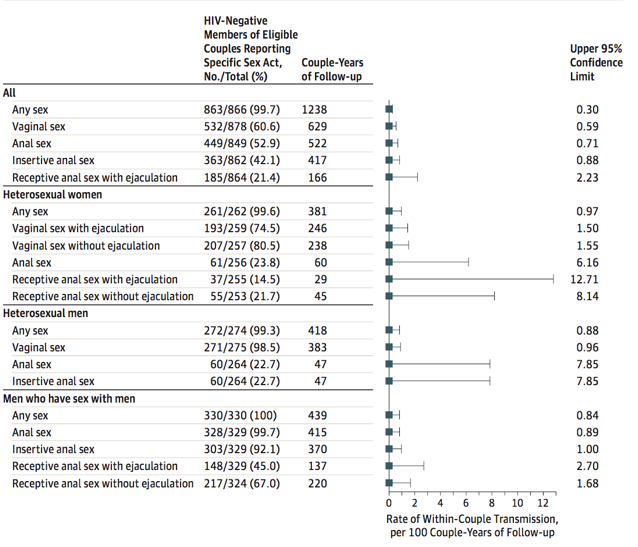 HIV-Negative
Members of Eligible
Couples Reporting
Specific Sex Act,
No./Total (%)
Couple-Years
of Follow-up
Upper 95%
Confidence
Limit
All
Any sex 863/866 (99.7) 1238 0.30
Vaginal sex 532/878 (60.6) 629 0.59
Anal sex 449/849 (52.9) 522 0.71
Insertive anal sex 363/862 (42.1) 417 0.88
Receptive anal sex with ejaculation 185/864 (21.4) 166 2.23
Heterosexual women
Any sex 261/262 (99.6) 381 0.97
Vaginal sex with ejaculation 193/259 (74.5) 246 1.50
Vaginal sex without ejaculation 207/257 (80.5) 238 1.55
Anal sex 61/256 (23.8) 60 6.16
Receptive anal sex with ejaculation 37/255 (14.5) 29 12.71
Receptive anal sex without ejaculation 55/253 (21.7) 45 8.14
Heterosexual men
Any sex 272/274 (99.3) 418 0.88
Vaginal sex 271/275 (98.5) 383 0.96
Anal sex 60/264 (22.7) 47 7.85
Insertive anal sex 60/264 (22.7) 47 7.85
Men who have sex with men
Any sex 330/330 (100) 439 0.84
Anal sex 328/329 (99.7) 415 0.89
Insertive anal sex 303/329 (92.1) 370 1.00
Receptive anal sex with ejaculation 148/329 (45.0) 137 2.70
Receptive anal sex without ejaculation 217/324 (67.0) 220 1.68
0 2 4 6 8 10 12
Rate of Within-Couple Transmission,
per 100 Couple-Years of Follow-up